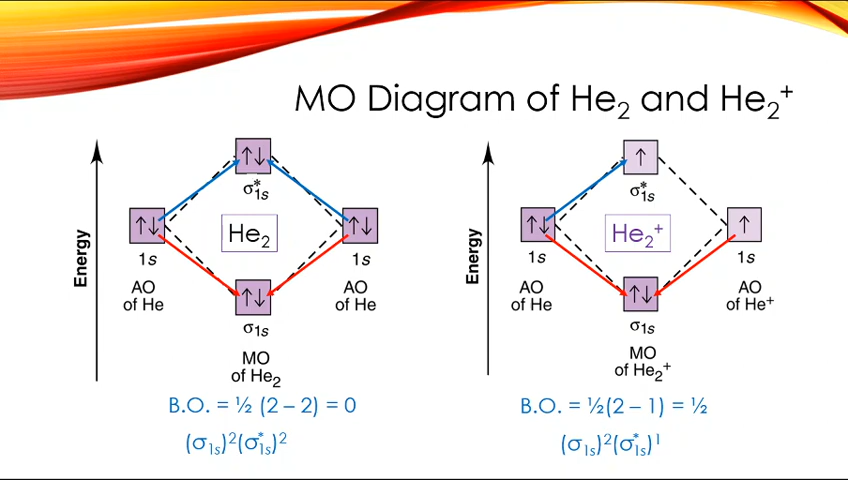 MO Diagram of He₂ and He₂⁺
Energy
↑↓
σ*₁s
↑↓
↑↓
He₂
1s
1s
AO
of He
AO
of He
↑↓
σ₁s
MO
of He₂
B.O. = ½ (2 – 2) = 0
(σ₁s)²(σ*₁s)²
Energy
↑
σ*₁s
↑↓
↑
He₂⁺
1s
1s
AO
of He
AO
of He⁺
↑↓
σ₁s
MO
of He₂⁺
B.O. = ½(2 – 1) = ½
(σ₁s)²(σ*₁s)¹